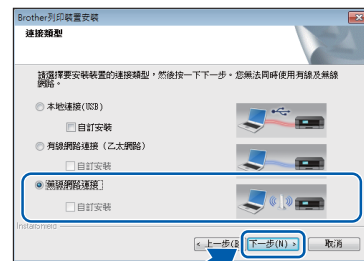 Brother列印裝置安裝
連接類型
請選擇要安裝裝置的連接類型，然後按一下下一步。您無法同時使用有線及無線
網路。
本地連接(USB)
自訂安裝
有線網路連接（乙太網路）
自訂安裝
無線網路連接
自訂安裝
InstallShield
< 上一步(B
下一步(N) >
取消